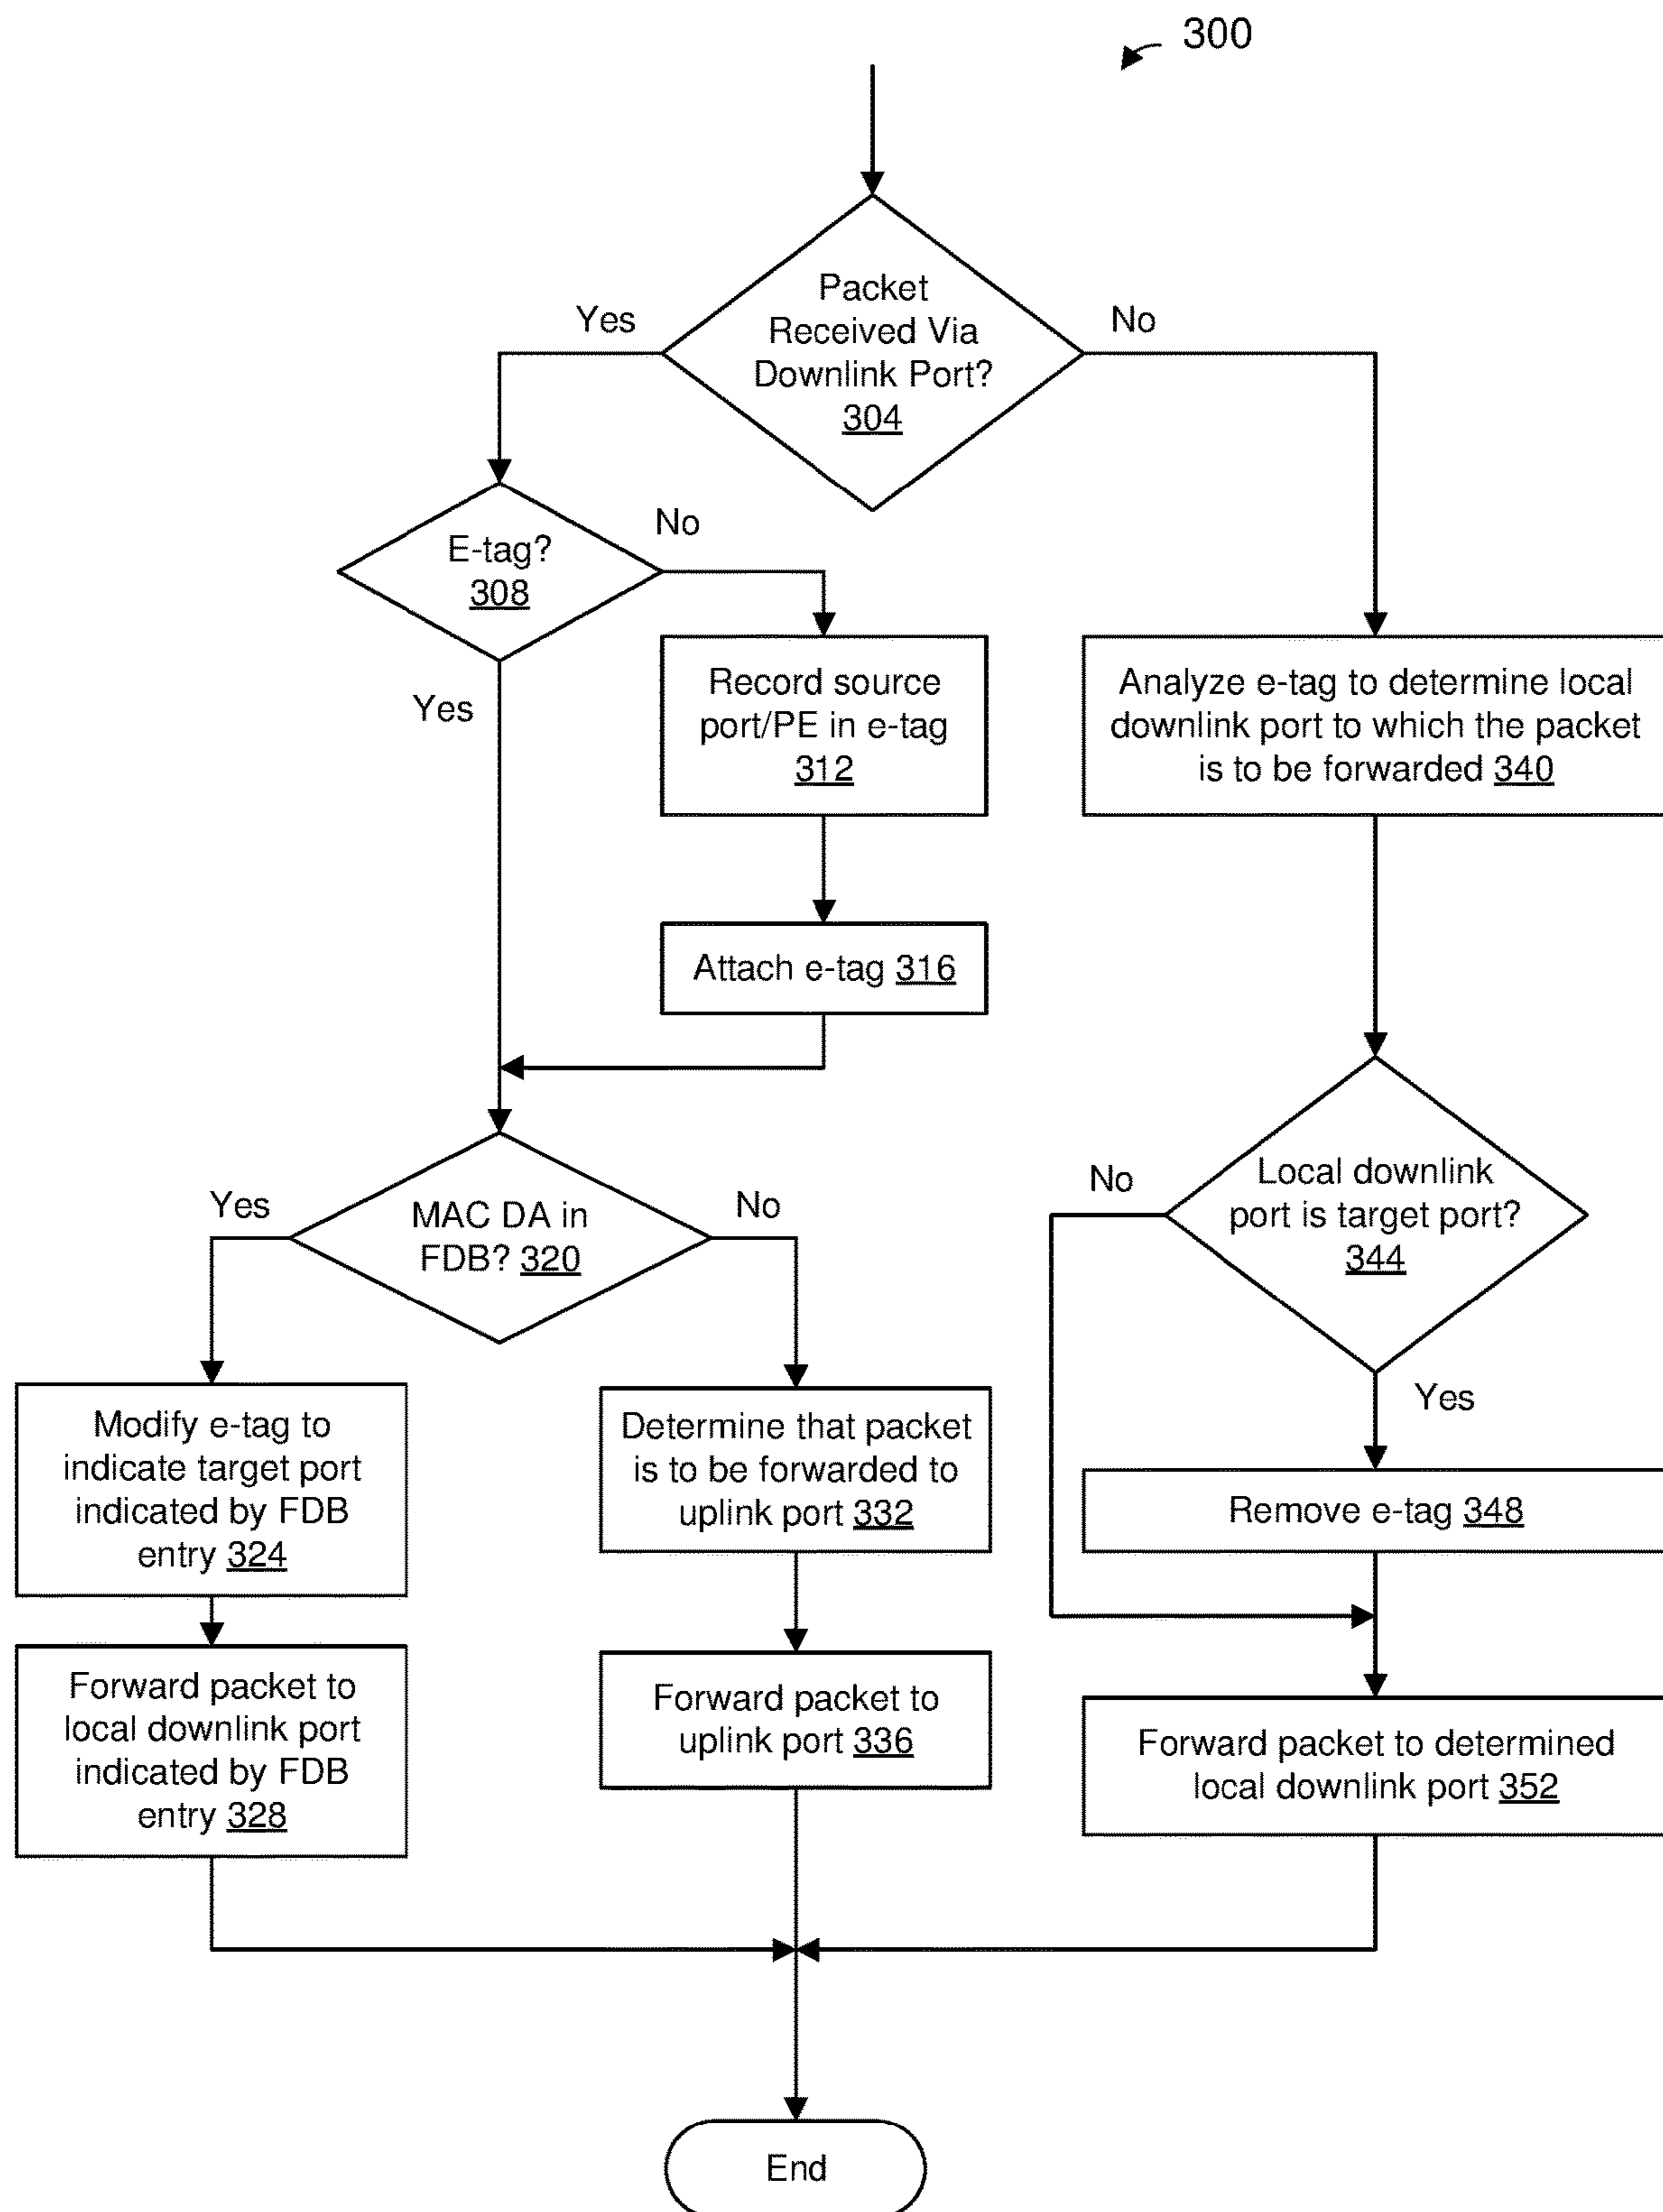 300
Packet
Received Via
Downlink Port?
304
Yes
No
E-tag?
308
No
Yes
Record source
port/PE in e-tag
312
Analyze e-tag to determine local
downlink port to which the packet
is to be forwarded 340
Attach e-tag 316
MAC DA in
FDB? 320
Yes
No
Local downlink
port is target port?
344
No
Yes
Modify e-tag to
indicate target port
indicated by FDB
entry 324
Determine that packet
is to be forwarded to
uplink port 332
Remove e-tag 348
Forward packet to
local downlink port
indicated by FDB
entry 328
Forward packet to
uplink port 336
Forward packet to determined
local downlink port 352
End